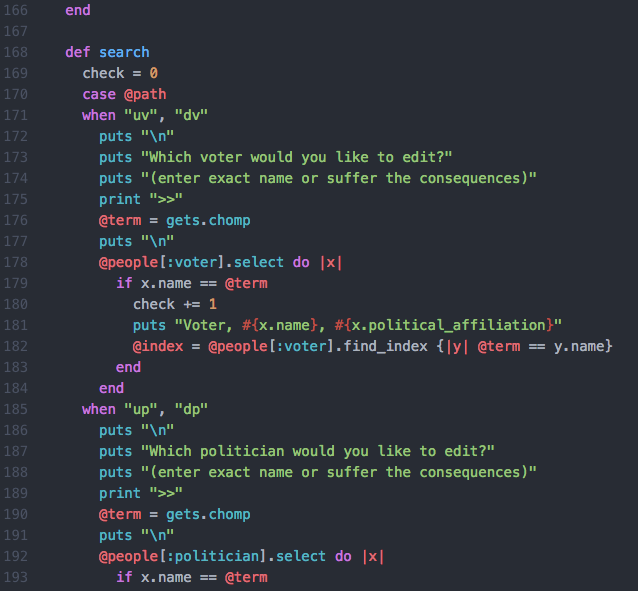 166     end
167
168     def search
169       check = 0
170       case @path
171       when "uv", "dv"
172         puts "\n"
173         puts "Which voter would you like to edit?"
174         puts "(enter exact name or suffer the consequences)"
175         print ">>"
176         @term = gets.chomp
177         puts "\n"
178         @people[:voter].select do |x|
179           if x.name == @term
180             check += 1
181             puts "Voter, #{x.name}, #{x.political_affiliation}"
182             @index = @people[:voter].find_index {|y| @term == y.name}
183           end
184         end
185       when "up", "dp"
186         puts "\n"
187         puts "Which politician would you like to edit?"
188         puts "(enter exact name or suffer the consequences)"
189         print ">>"
190         @term = gets.chomp
191         puts "\n"
192         @people[:politician].select do |x|
193           if x.name == @term